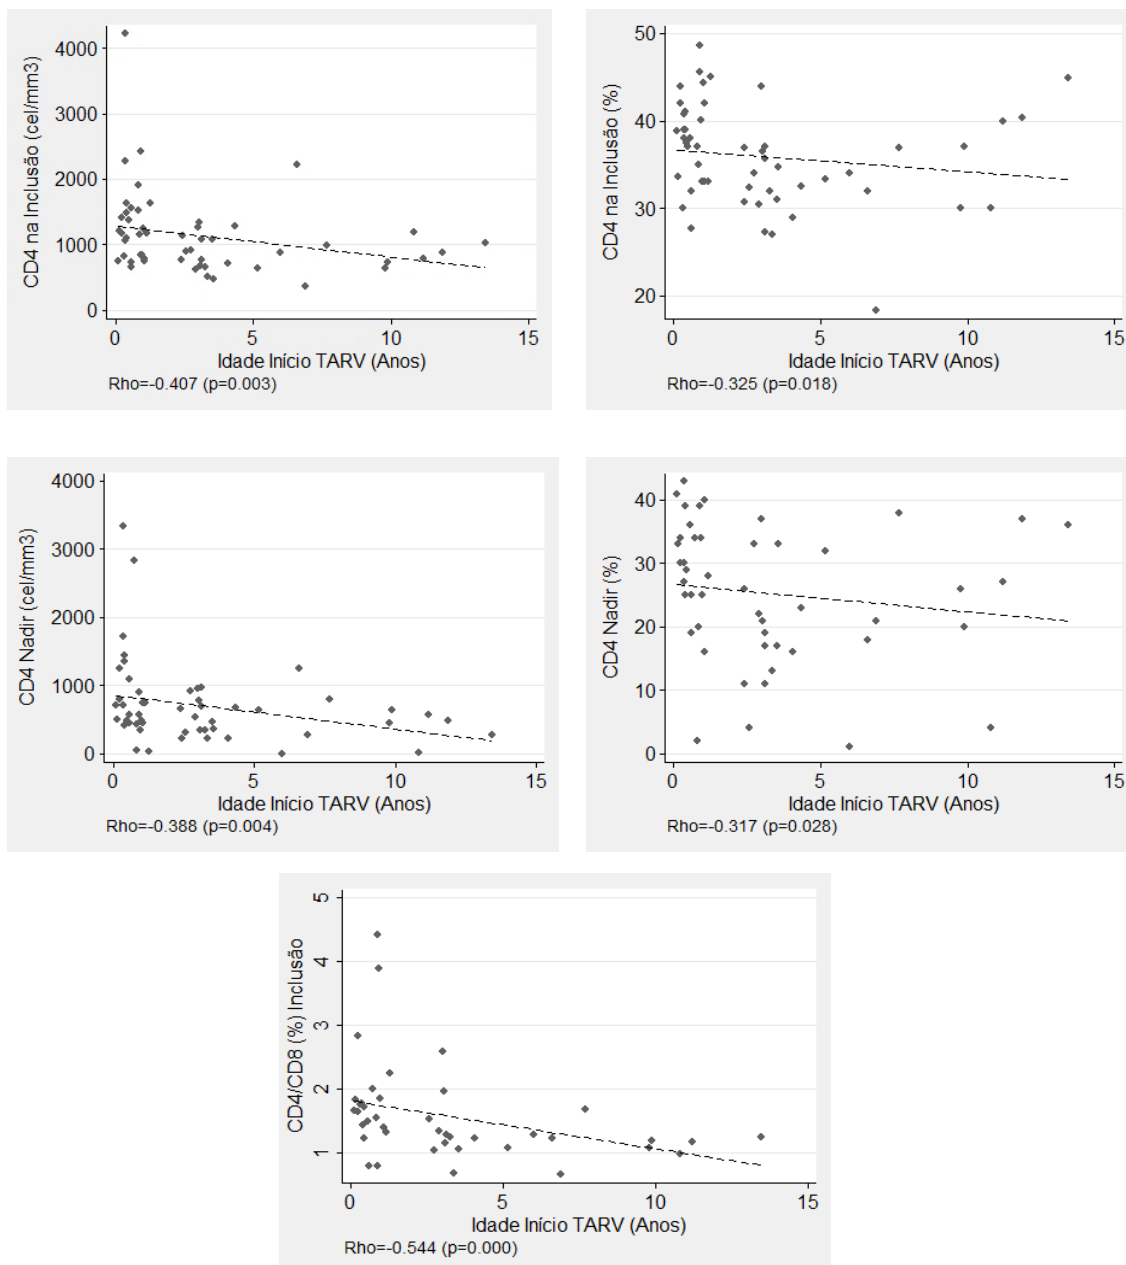 CD4 na Inclusão (cel/mm3)
4000
3000
2000
1000
0
0 5 10 15
Idade Início TARV (Anos)
Rho=-0.407 (p=0.003)
CD4 na Inclusão (%)
50
40
30
20
0 5 10 15
Idade Início TARV (Anos)
Rho=-0.325 (p=0.018)
CD4 Nadir (cel/mm3)
4000
3000
2000
1000
0
0 5 10 15
Idade Início TARV (Anos)
Rho=-0.388 (p=0.004)
CD4 Nadir (%)
40
30
20
10
0
0 5 10 15
Idade Início TARV (Anos)
Rho=-0.317 (p=0.028)
CD4/CD8 (%) Inclusão
5
4
3
2
1
0 5 10 15
Idade Início TARV (Anos)
Rho=-0.544 (p=0.000)